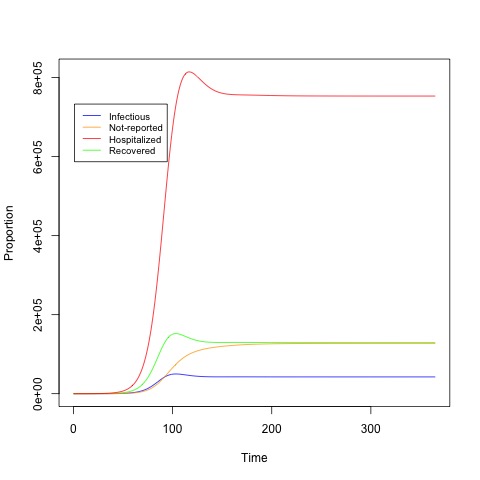 8e+05
6e+05
4e+05
2e+05
0e+00
Proportion
Infectious
Not-reported
Hospitalized
Recovered
0 100 200 300
Time